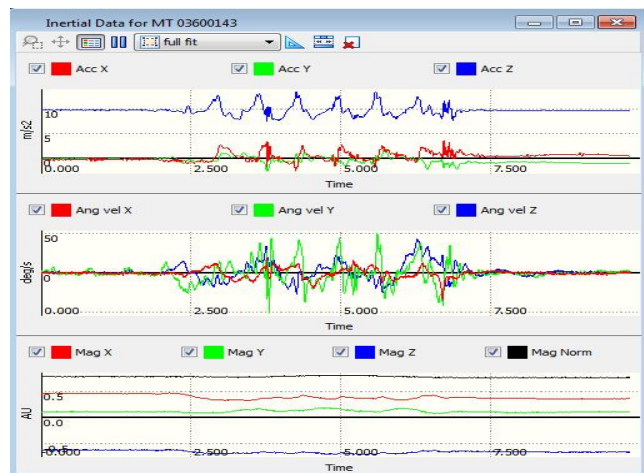 Inertial Data for MT 03600143
full fit
Acc X Acc Y Acc Z
10
5
0
m/s2
0.000 2.500 5.000 7.500
Time
Ang vel X Ang vel Y Ang vel Z
50
0
deg/s
0.000 2.500 5.000 7.500
Time
Mag X Mag Y Mag Z Mag Norm
0.5
AU
0.0
-0.5
0.000 2.500 5.000 7.500
Time